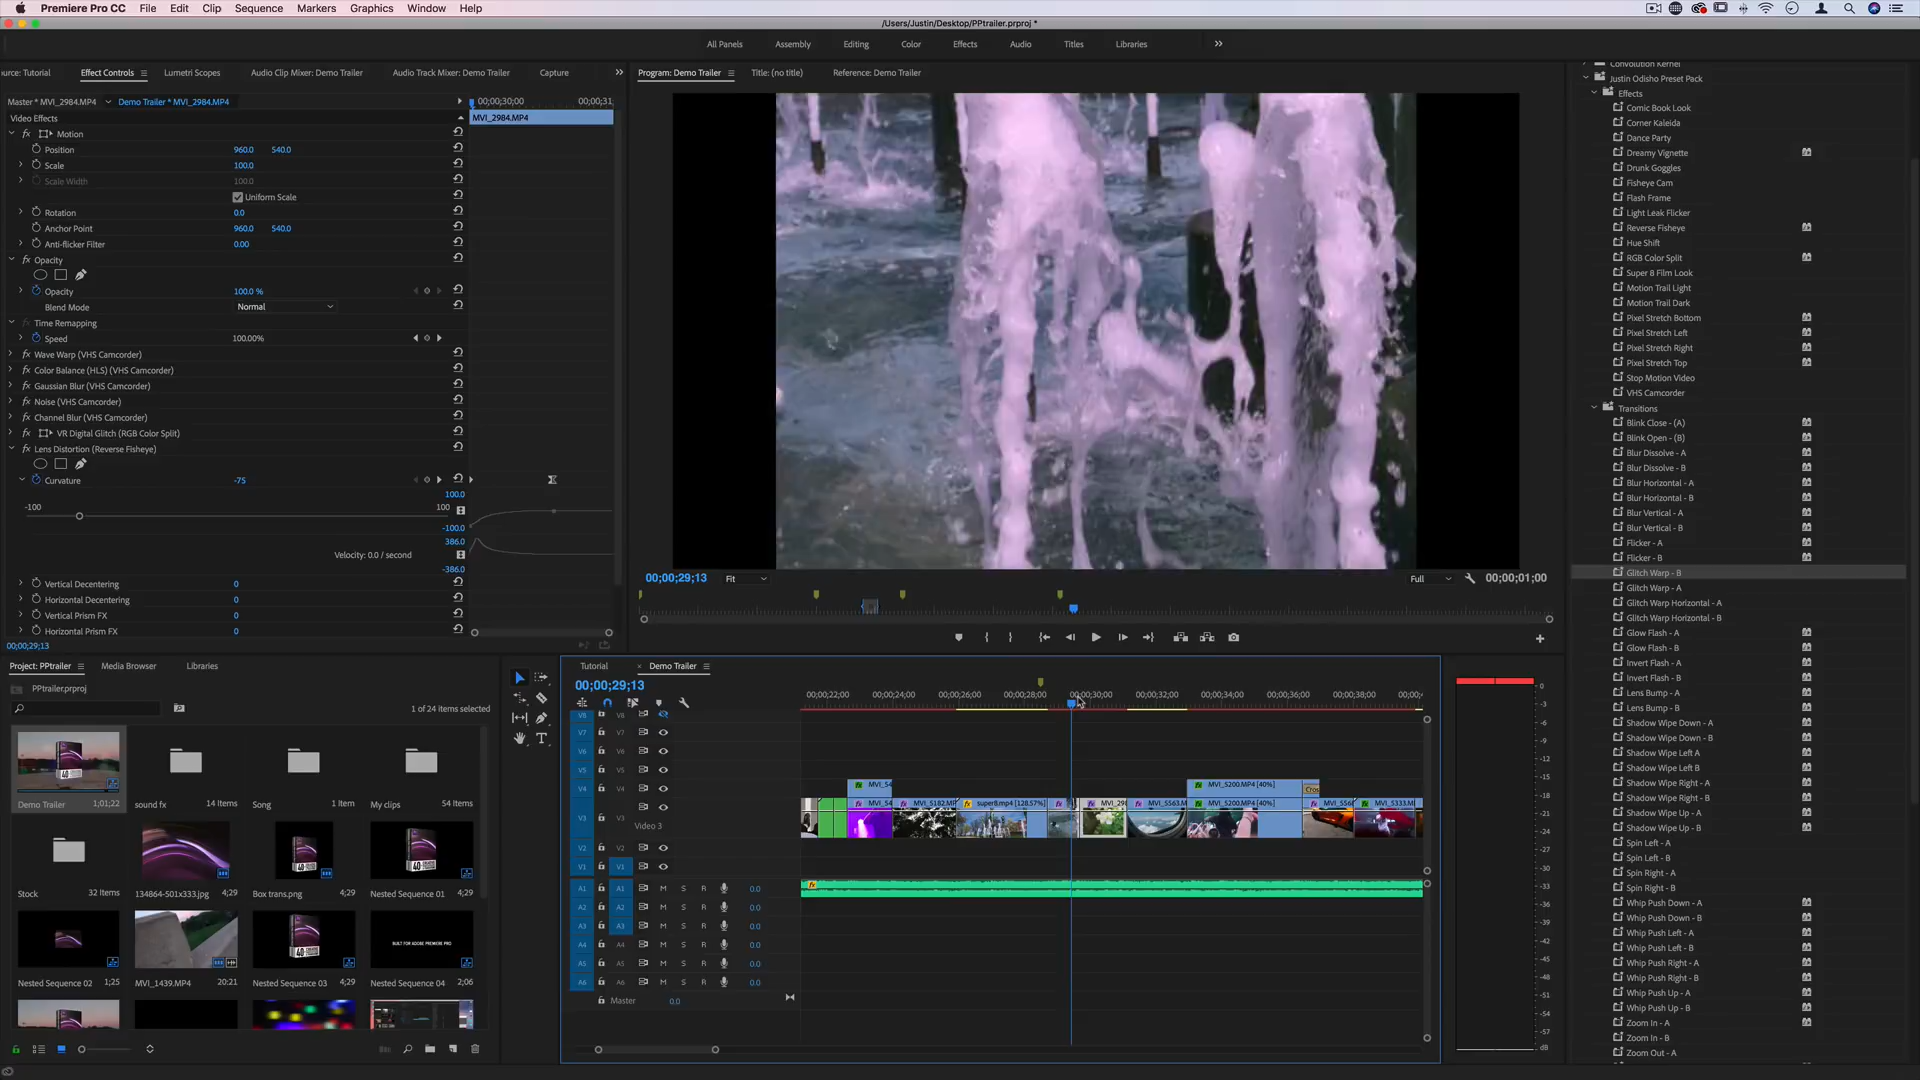 Premiere Pro CC File Edit Clip Sequence Markers Graphics Window Help
/Users/Justin/Desktop/PPtrailer.prproj *
All Panels Assembly Editing Color Effects Audio Titles Libraries
urce: Tutorial Effect Controls Lumetri Scopes Audio Clip Mixer: Demo Trailer Audio Track Mixer: Demo Trailer Capture
Master * MVI_2984.MP4 Demo Trailer * MVI_2984.MP4
00;00;30;00 00;00;31;
Video Effects
MVI_2984.MP4
fx Motion
Position 960.0 540.0
Scale 100.0
Scale Width 100.0
Uniform Scale
Rotation 0.0
Anchor Point 960.0 540.0
Anti-flicker Filter 0.00
fx Opacity
Opacity 100.0 %
Blend Mode Normal
Time Remapping
Speed 100.00%
fx Wave Warp (VHS Camcorder)
fx Color Balance (HLS) (VHS Camcorder)
fx Gaussian Blur (VHS Camcorder)
fx Noise (VHS Camcorder)
fx Channel Blur (VHS Camcorder)
fx VR Digital Glitch (RGB Color Split)
fx Lens Distortion (Reverse Fisheye)
Curvature -75
100.0
-100 100
-100.0
386.0
Velocity: 0.0 / second
-386.0
Vertical Decentering 0
Horizontal Decentering 0
Vertical Prism FX 0
Horizontal Prism FX 0
00;00;29;13
Program: Demo Trailer Title: (no title) Reference: Demo Trailer
00;00;29;13 Fit Full 00;00;01;00
Project: PPtrailer Media Browser Libraries
PPtrailer.prproj
1 of 24 items selected
Demo Trailer 1:01;22
sound fx 14 Items
Song 1 Item
My clips 54 Items
Stock 32 Items
134864-501x333.jpg 4;29
Box trans.png 4;29
Nested Sequence 01 4;29
BUILT FOR ADOBE PREMIERE PRO
Nested Sequence 02 1;25
MVI_1439.MP4 20:21
Nested Sequence 03 4;29
Nested Sequence 04 2;06
Tutorial × Demo Trailer
00;00;29;13
00;00;22;00 00;00;24;00 00;00;26;00 00;00;28;00 00;00;30;00 00;00;32;00 00;00;34;00 00;00;36;00 00;00;38;00 00;00;4
V8 V8
V7
V6
V5
V4 MVI_54 MVI_5200.MP4 [40%] Cros
MVI_54 MVI_5182.MP super8.mp4 [128.57%] MVI_298 MVI_5563.M MVI_5200.MP4 [40%] MVI_556 MVI_5333.M
V3 V3
Video 3
V2 V2
V1 V1
A1 A1 M S R 0.0
A2 A2 M S R 0.0
A3 A3 M S R 0.0
A4 A4 M S R 0.0
A5 A5 M S R 0.0
A6 A6 M S R 0.0
Master 0.0
0
-3
-6
-9
-12
-15
-18
-21
-24
-27
-30
-33
-36
-39
-42
-45
-48
-51
-54
-57
dB
Convolution Kernel
Justin Odisho Preset Pack
Effects
Comic Book Look
Corner Kaleida
Dance Party
Dreamy Vignette
Drunk Goggles
Fisheye Cam
Flash Frame
Light Leak Flicker
Reverse Fisheye
Hue Shift
RGB Color Split
Super 8 Film Look
Motion Trail Light
Motion Trail Dark
Pixel Stretch Bottom
Pixel Stretch Left
Pixel Stretch Right
Pixel Stretch Top
Stop Motion Video
VHS Camcorder
Transitions
Blink Close - (A)
Blink Open - (B)
Blur Dissolve - A
Blur Dissolve - B
Blur Horizontal - A
Blur Horizontal - B
Blur Vertical - A
Blur Vertical - B
Flicker - A
Flicker - B
Glitch Warp - B
Glitch Warp - A
Glitch Warp Horizontal - A
Glitch Warp Horizontal - B
Glow Flash - A
Glow Flash - B
Invert Flash - A
Invert Flash - B
Lens Bump - A
Lens Bump - B
Shadow Wipe Down - A
Shadow Wipe Down - B
Shadow Wipe Left A
Shadow Wipe Left B
Shadow Wipe Right - A
Shadow Wipe Right - B
Shadow Wipe Up - A
Shadow Wipe Up - B
Spin Left - A
Spin Left - B
Spin Right - A
Spin Right - B
Whip Push Down - A
Whip Push Down - B
Whip Push Left - A
Whip Push Left - B
Whip Push Right - A
Whip Push Right - B
Whip Push Up - A
Whip Push Up - B
Zoom In - A
Zoom In - B
Zoom Out - A